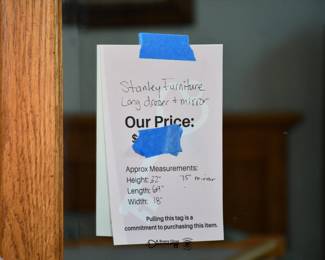 Stanley Furniture
Long dresser + mirror
Our Price:
$
Approx Measurements:
Height: 32" 75 mirror
Length: 64"
Width: 18"
Pulling this tag is a
commitment to purchasing this item.